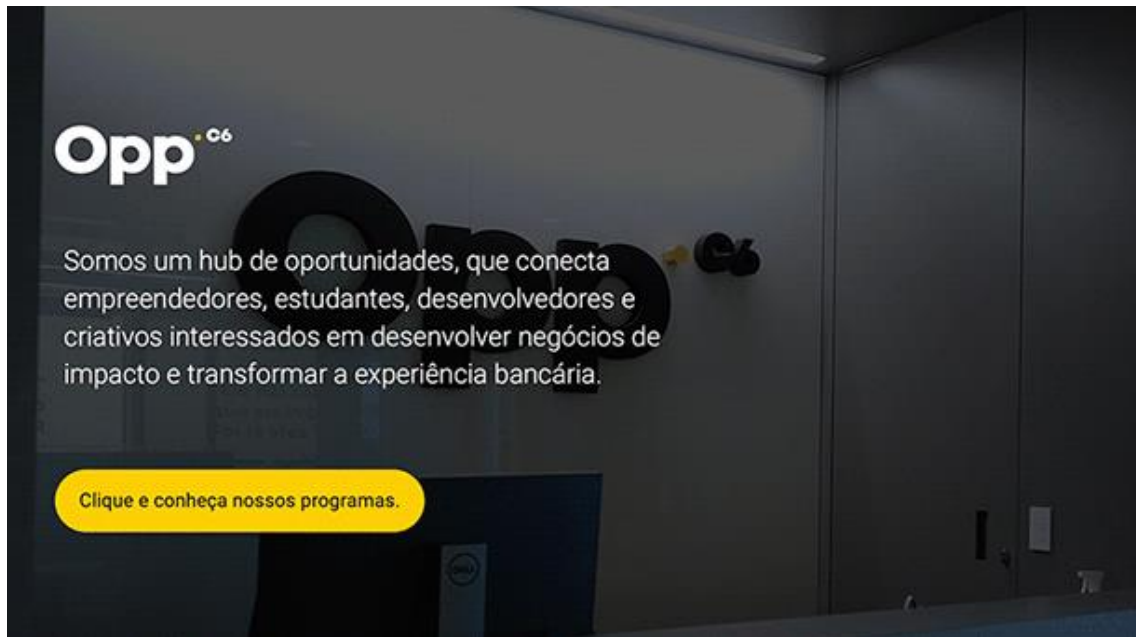 Opp C6
Somos um hub de oportunidades, que conecta
empreendedores, estudantes, desenvolvedores e
criativos interessados em desenvolver negócios de
impacto e transformar a experiência bancária.
Clique e conheça nossos programas.
Opp C6
DELL